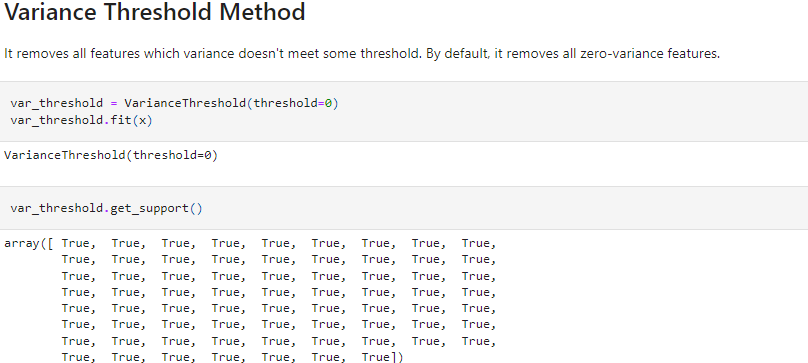 Variance Threshold Method
It removes all features which variance doesn't meet some threshold. By default, it removes all zero-variance features.
var_threshold = VarianceThreshold(threshold=0)
var_threshold.fit(x)
VarianceThreshold(threshold=0)
var_threshold.get_support()
array([ True, True, True, True, True, True, True, True, True,
True, True, True, True, True, True, True, True, True,
True, True, True, True, True, True, True, True, True,
True, True, True, True, True, True, True, True, True,
True, True, True, True, True, True, True, True, True,
True, True, True, True, True, True, True, True, True,
True, True, True, True, True, True, True, True, True,
True, True, True, True, True, True, True])